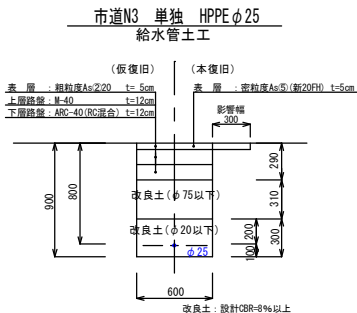 市道N3 単独 HPPEφ25
給水管土工
(仮復旧) (本復旧)
表 層 :粗粒度As②20 t= 5cm
表 層 :密粒度As⑤(新20FH) t=5cm
上層路盤 :M-40 t=12cm
下層路盤 :ARC-40(RC混合) t=12cm
影響幅
300
290
改良土(φ75以下)
310
900
800
改良土(φ20以下)
200
300
φ25
100
600
改良土:設計CBR=8%以上